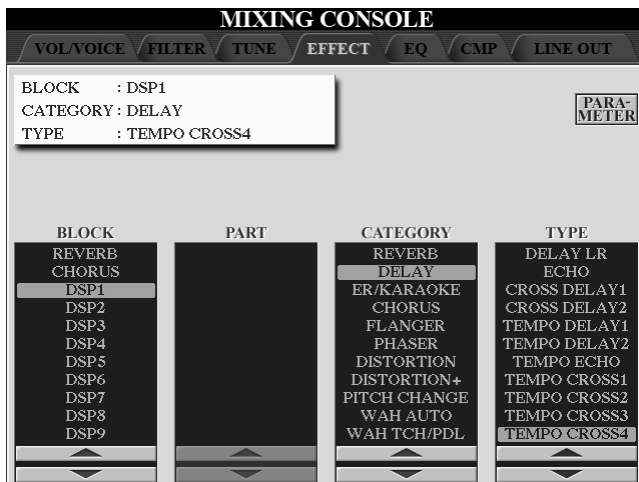 MIXING CONSOLE
VOL/VOICE FILTER TUNE EFFECT EQ CMP LINE OUT
BLOCK : DSP1
CATEGORY : DELAY
TYPE : TEMPO CROSS4
PARA-
METER
BLOCK
REVERB
CHORUS
DSP1
DSP2
DSP3
DSP4
DSP5
DSP6
DSP7
DSP8
DSP9
PART
CATEGORY
REVERB
DELAY
ER/KARAOKE
CHORUS
FLANGER
PHASER
DISTORTION
DISTORTION+
PITCH CHANGE
WAH AUTO
WAH TCH/PDL
TYPE
DELAY LR
ECHO
CROSS DELAY1
CROSS DELAY2
TEMPO DELAY1
TEMPO DELAY2
TEMPO ECHO
TEMPO CROSS1
TEMPO CROSS2
TEMPO CROSS3
TEMPO CROSS4